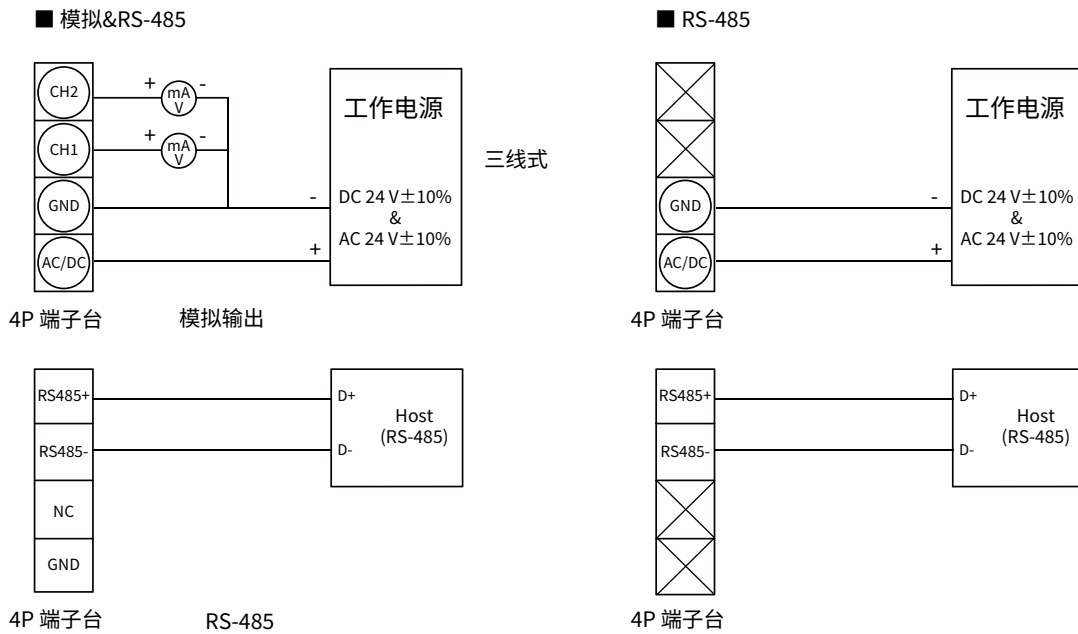 ■ 模拟&RS-485
CH2
+
mA
V
-
CH1
+
mA
V
-
GND
-
AC/DC
+
工作电源
DC 24 V±10%
&
AC 24 V±10%
三线式
4P 端子台
模拟输出
RS485+
D+
RS485-
D-
Host
(RS-485)
NC
GND
4P 端子台
RS-485
■ RS-485
GND
-
AC/DC
+
工作电源
DC 24 V±10%
&
AC 24 V±10%
4P 端子台
RS485+
D+
RS485-
D-
Host
(RS-485)
4P 端子台